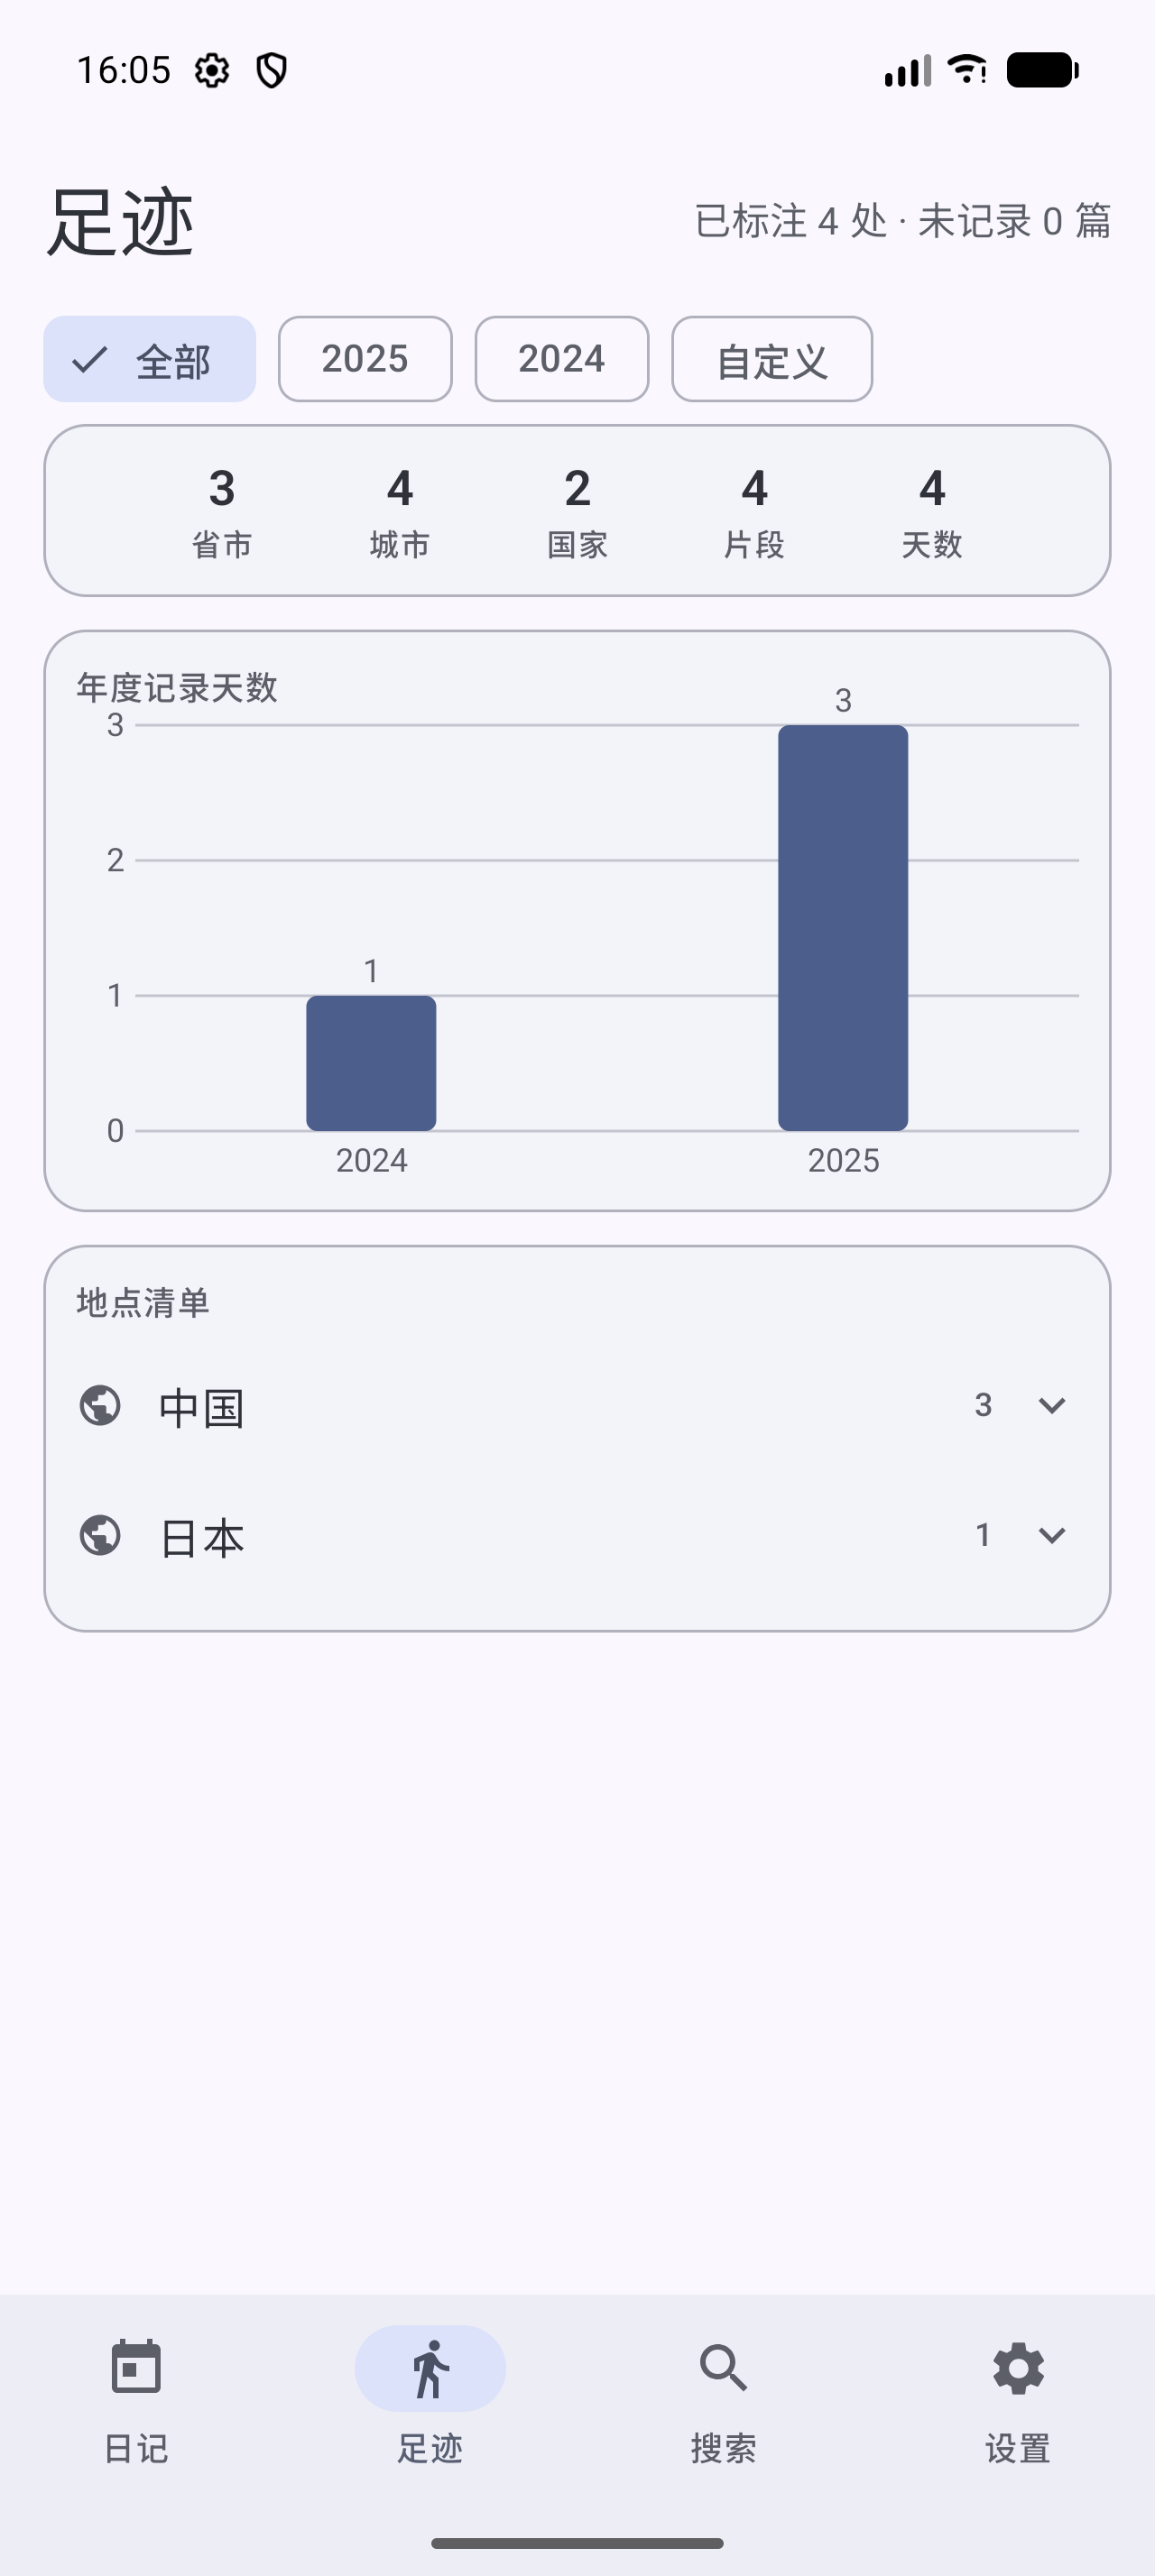 16:05
足迹
已标注 4 处 · 未记录 0 篇
全部 2025 2024 自定义
3 4 2 4 4
省市 城市 国家 片段 天数
年度记录天数
3
3
2
1
1
0
2024 2025
地点清单
中国 3
日本 1
日记 足迹 搜索 设置